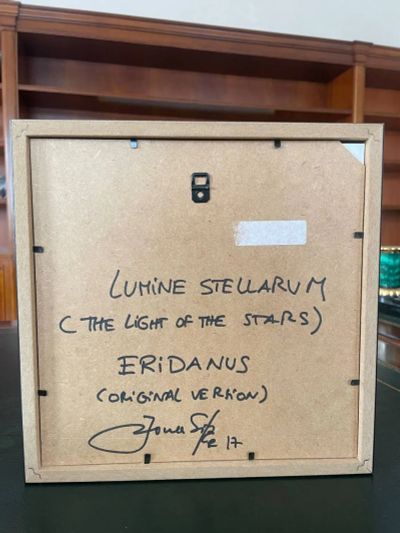 LUMINE STELLARUM
(THE LIGHT OF THE STARS)
ERIDANUS
(ORIGINAL VERSION)
17